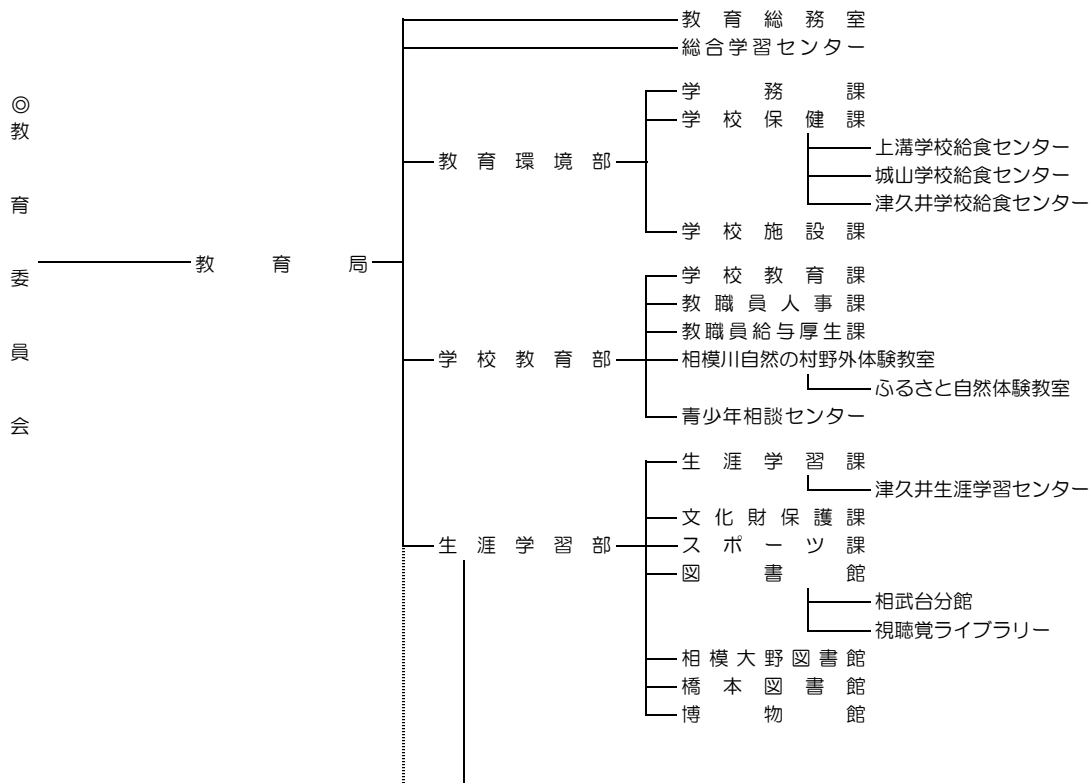 ◎教育委員会
教育局
教育総務室
総合学習センター
教育環境部
学務課
学校保健課
上溝学校給食センター
城山学校給食センター
津久井学校給食センター
学校施設課
学校教育部
学校教育課
教職員人事課
教職員給与厚生課
相模川自然の村野外体験教室
ふるさと自然体験教室
青少年相談センター
生涯学習部
生涯学習課
津久井生涯学習センター
文化財保護課
スポーツ課
図書館
相武台分館
視聴覚ライブラリー
相模大野図書館
橋本図書館
博物館